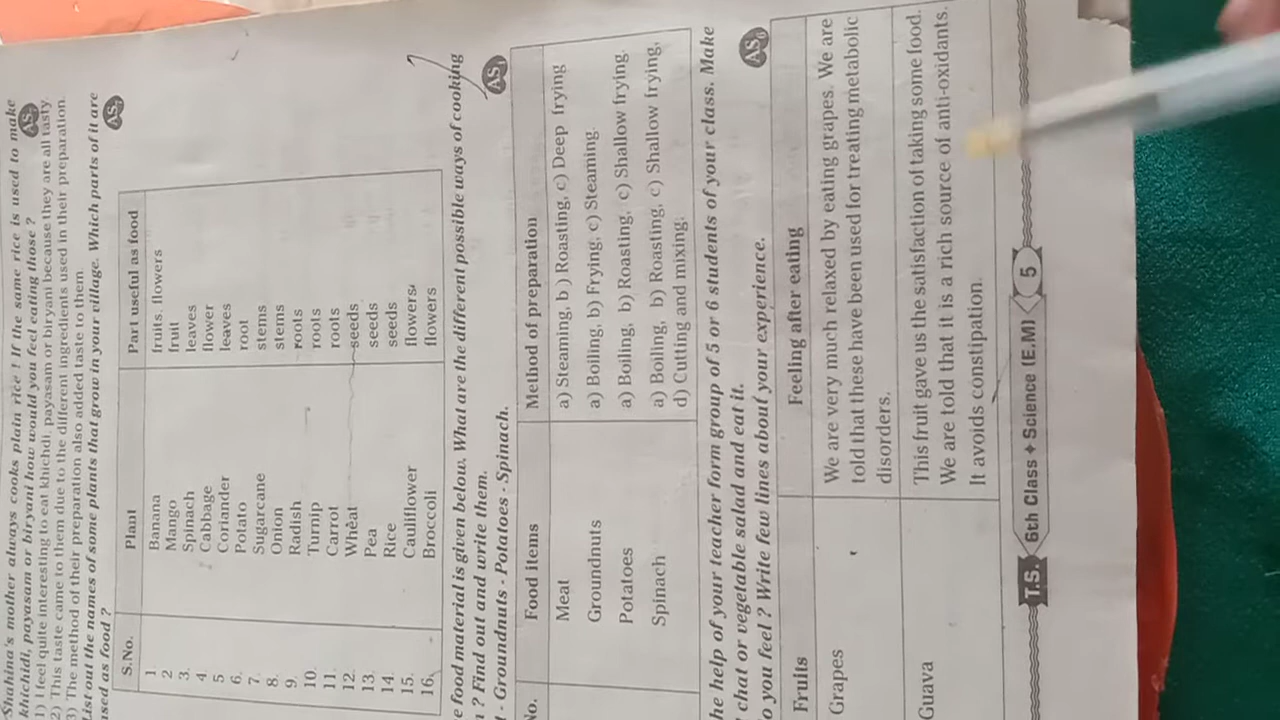 Shahina's mother always cooks plain rice ! If the same rice is used to make
khichidi, payasam or biryani how would you feel eating those ? AS7
1) I feel quite interesting to eat khichdi, payasam or biryani because they are all tasty.
2) This taste came to them due to the different ingredients used in their preparation.
3) The method of their preparation also added taste to them.
List out the names of some plants that grow in your village. Which parts of it are
used as food ?
S.No. Plant Part useful as food
1. Banana fruits, flowers
2 Mango fruit
3. Spinach leaves
4. Cabbage flower
5 Coriander leaves
6. Potato root
7. Sugarcane stems
8. Onion stems
9. Radish roots
10. Turnip roots
11. Carrot roots
12. Wheat seeds
13. Pea seeds
14. Rice seeds
15. Cauliflower flowers
16. Broccoli flowers
e food material is given below. What are the different possible ways of cooking
? Find out and write them. AS1
- Groundnuts - Potatoes - Spinach.
No. Food items Method of preparation
Meat a) Steaming, b ) Roasting, c) Deep frying
Groundnuts a) Boiling, b) Frying, c) Steaming.
Potatoes a) Boiling, b) Roasting, c) Shallow frying.
Spinach a) Boiling, b) Roasting, c) Shallow frying,
d) Cutting and mixing.
he help of your teacher form group of 5 or 6 students of your class. Make
chat or vegetable salad and eat it.
o you feel ? Write few lines about your experience. AS6
Fruits Feeling after eating
Grapes We are very much relaxed by eating grapes. We are
told that these have been used for treating metabolic
disorders.
Guava This fruit gave us the satisfaction of taking some food.
We are told that it is a rich source of anti-oxidants.
It avoids constipation.
T.S. 6th Class ✦ Science (E.M) 5